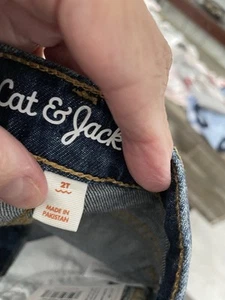 Cat & Jack
2T
MADE IN
PAKISTAN